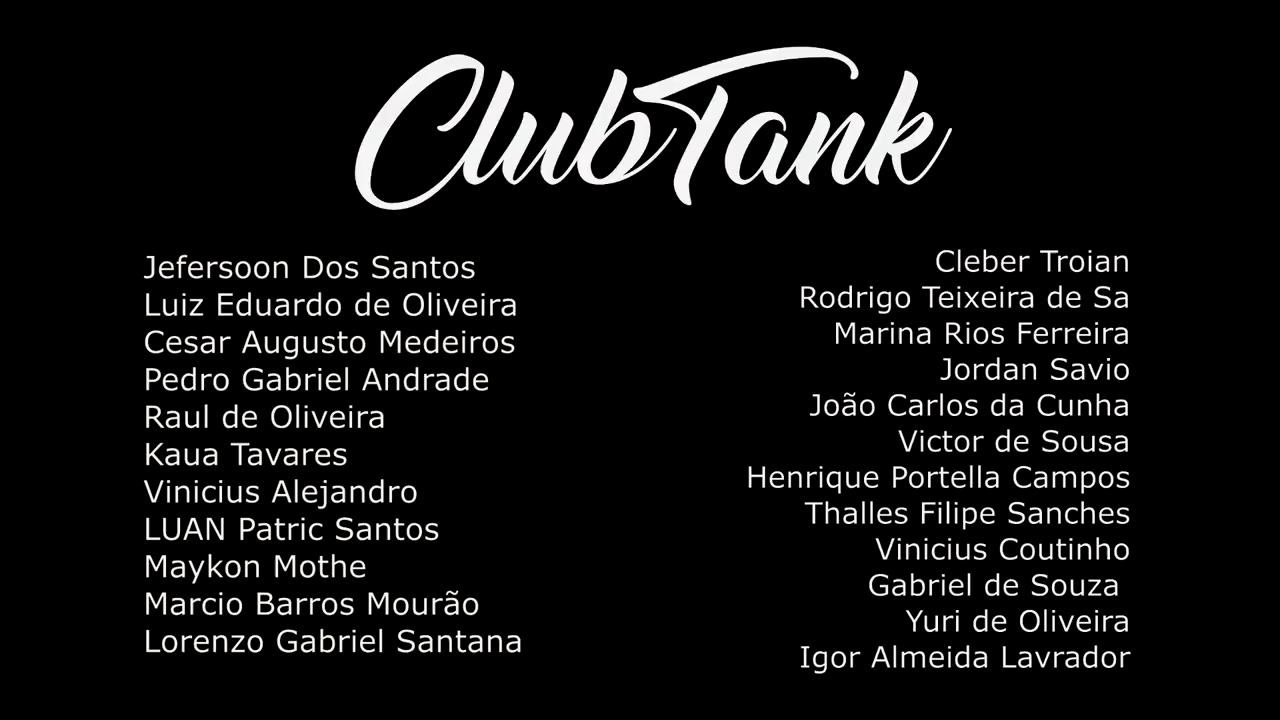 ClubTank
Jefersoon Dos Santos
Luiz Eduardo de Oliveira
Cesar Augusto Medeiros
Pedro Gabriel Andrade
Raul de Oliveira
Kaua Tavares
Vinicius Alejandro
LUAN Patric Santos
Maykon Mothe
Marcio Barros Mourão
Lorenzo Gabriel Santana
Cleber Troian
Rodrigo Teixeira de Sa
Marina Rios Ferreira
Jordan Savio
João Carlos da Cunha
Victor de Sousa
Henrique Portella Campos
Thalles Filipe Sanches
Vinicius Coutinho
Gabriel de Souza
Yuri de Oliveira
Igor Almeida Lavrador